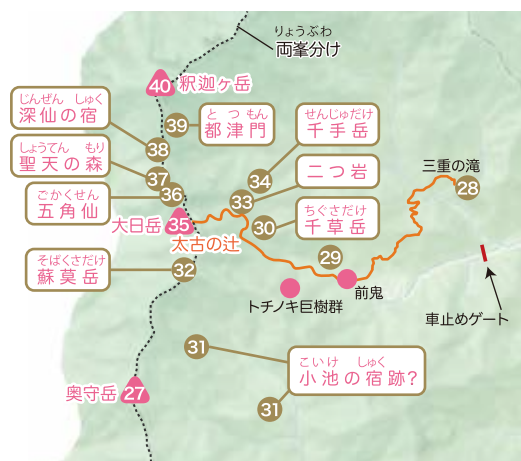 りょうぶわ
両峯分け
40
釈迦ヶ岳
じんぜん しゅく
深仙の宿
39
とつもん
都津門
せんじゅだけ
千手岳
38
しょうてん もり
聖天の森
37
34
二つ岩
三重の滝
28
ごかくせん
五角仙
36
33
ちぐさだけ
千草岳
大日岳
35
30
太古の辻
29
そばくさだけ
蘇莫岳
32
前鬼
トチノキ巨樹群
車止めゲート
31
こいけ しゅく
小池の宿跡?
奥守岳
27
31